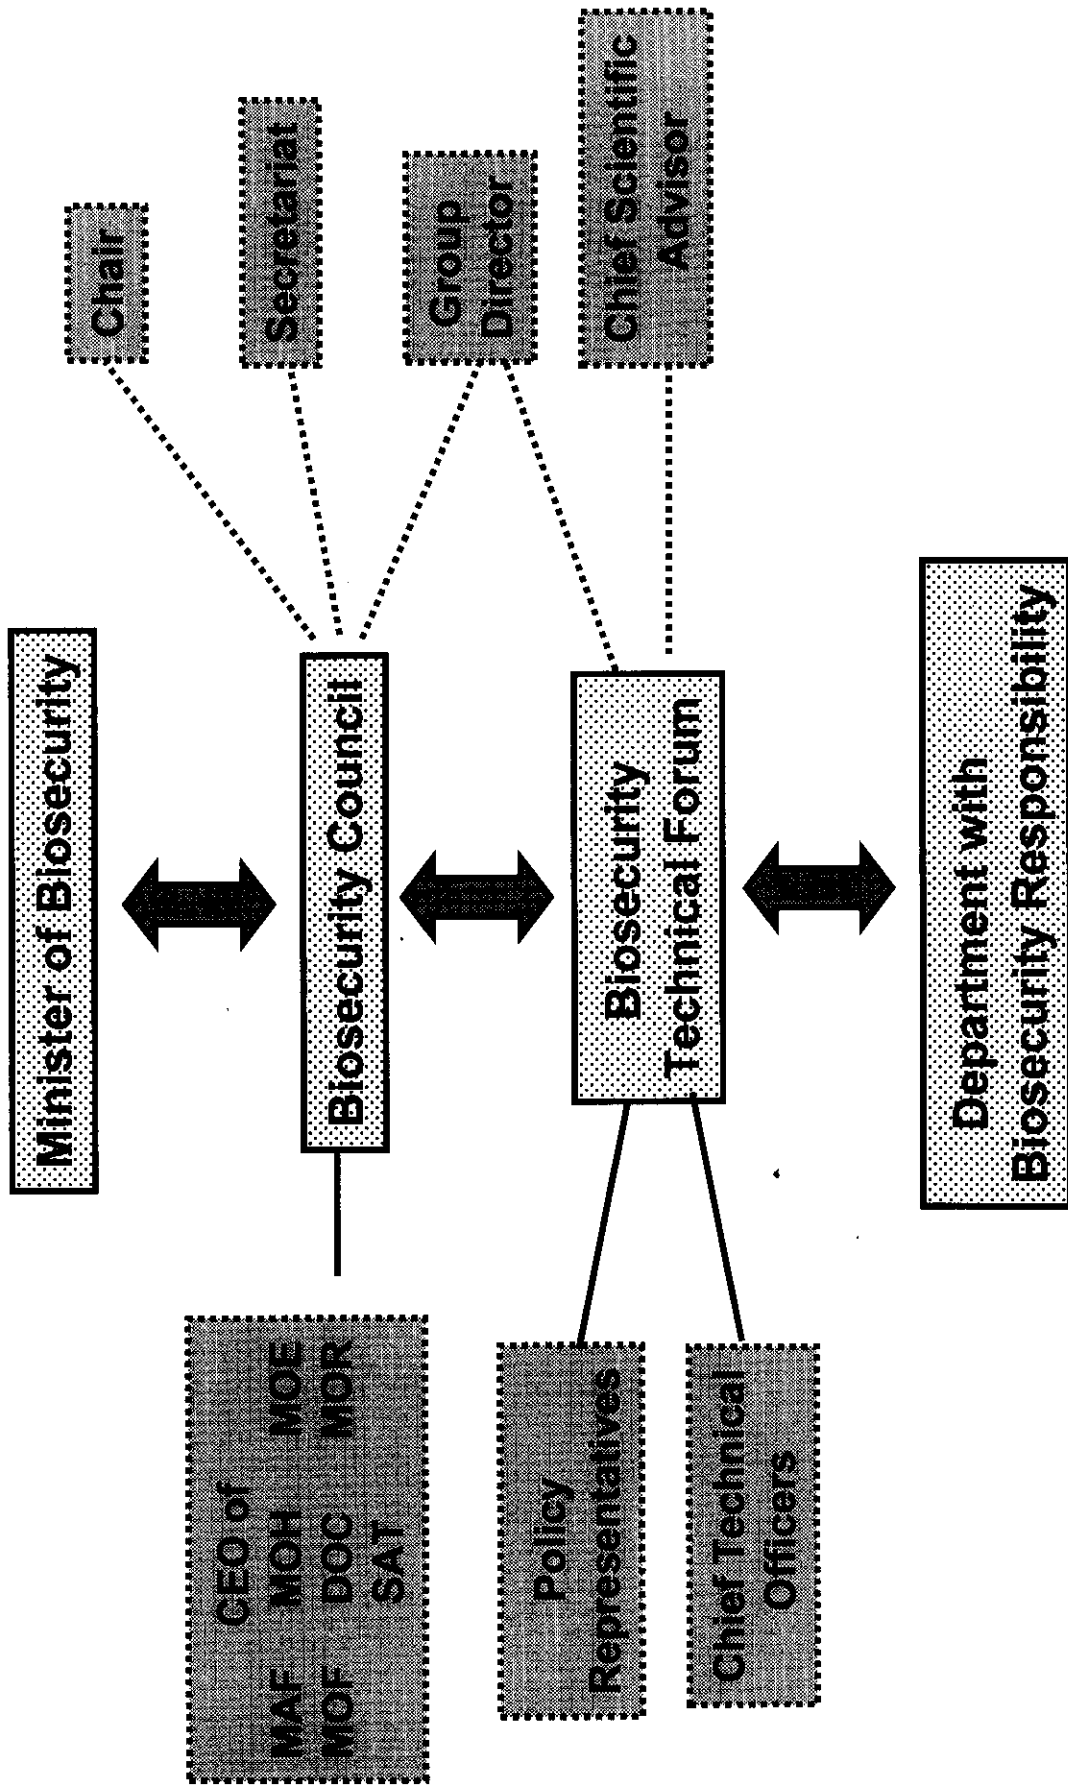 Minister of Biosecurity
CEO of
MAF MOH MOE
MOF DOC MOR
SAT
Biosecurity Council
Chair
Secretariat
Group
Director
Policy
Representatives
Chief Technical
Officers
Biosecurity
Technical Forum
Chief Scientific
Advisor
Department with
Biosecurity Responsibility